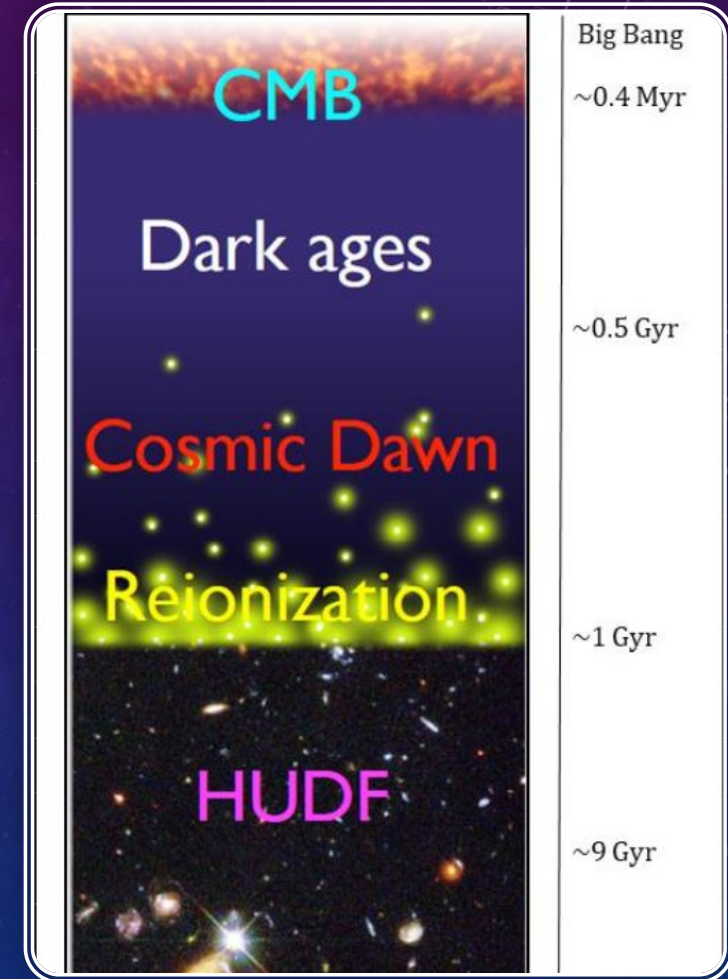 Big Bang
CMB
~0.4 Myr
Dark ages
~0.5 Gyr
Cosmic Dawn
Reionization
~1 Gyr
HUDF
~9 Gyr